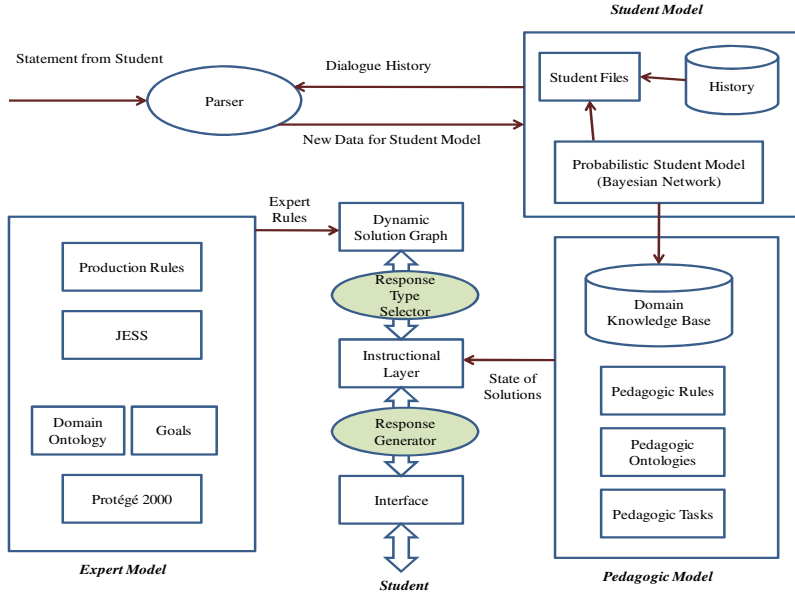 Student Model
Statement from Student
Dialogue History
Student Files
History
Parser
New Data for Student Model
Probabilistic Student Model
(Bayesian Network)
Expert
Rules
Dynamic
Solution Graph
Production Rules
Response
Type
Selector
Domain
Knowledge Base
JESS
Instructional
Layer
State of
Solutions
Pedagogic Rules
Domain
Ontology
Goals
Response
Generator
Pedagogic
Ontologies
Protégé 2000
Interface
Pedagogic Tasks
Expert Model
Student
Pedagogic Model